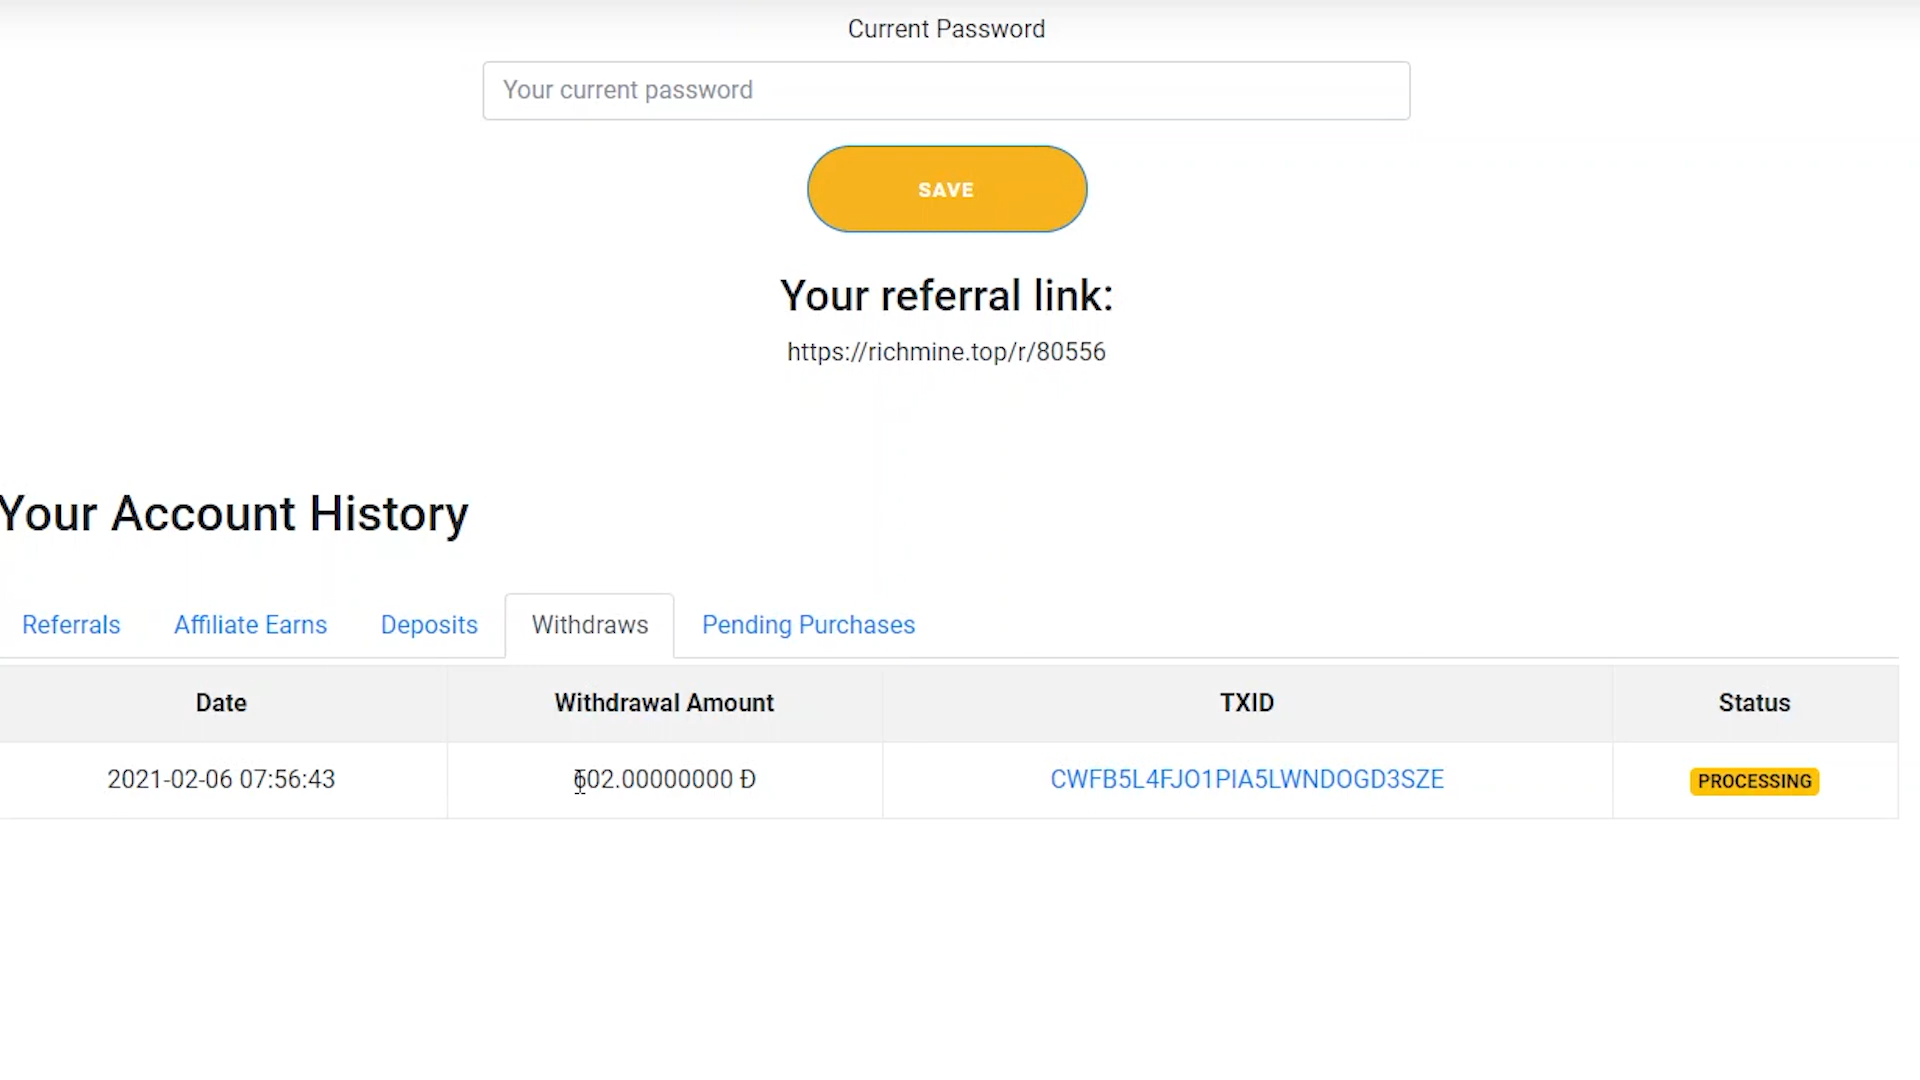 Current Password
Your current password
SAVE
Your referral link:
https://richmine.top/r/80556
Your Account History
Referrals Affiliate Earns Deposits Withdraws Pending Purchases
Date Withdrawal Amount TXID Status
2021-02-06 07:56:43 602.00000000 Đ CWFB5L4FJO1PIA5LWNDOGD3SZE PROCESSING